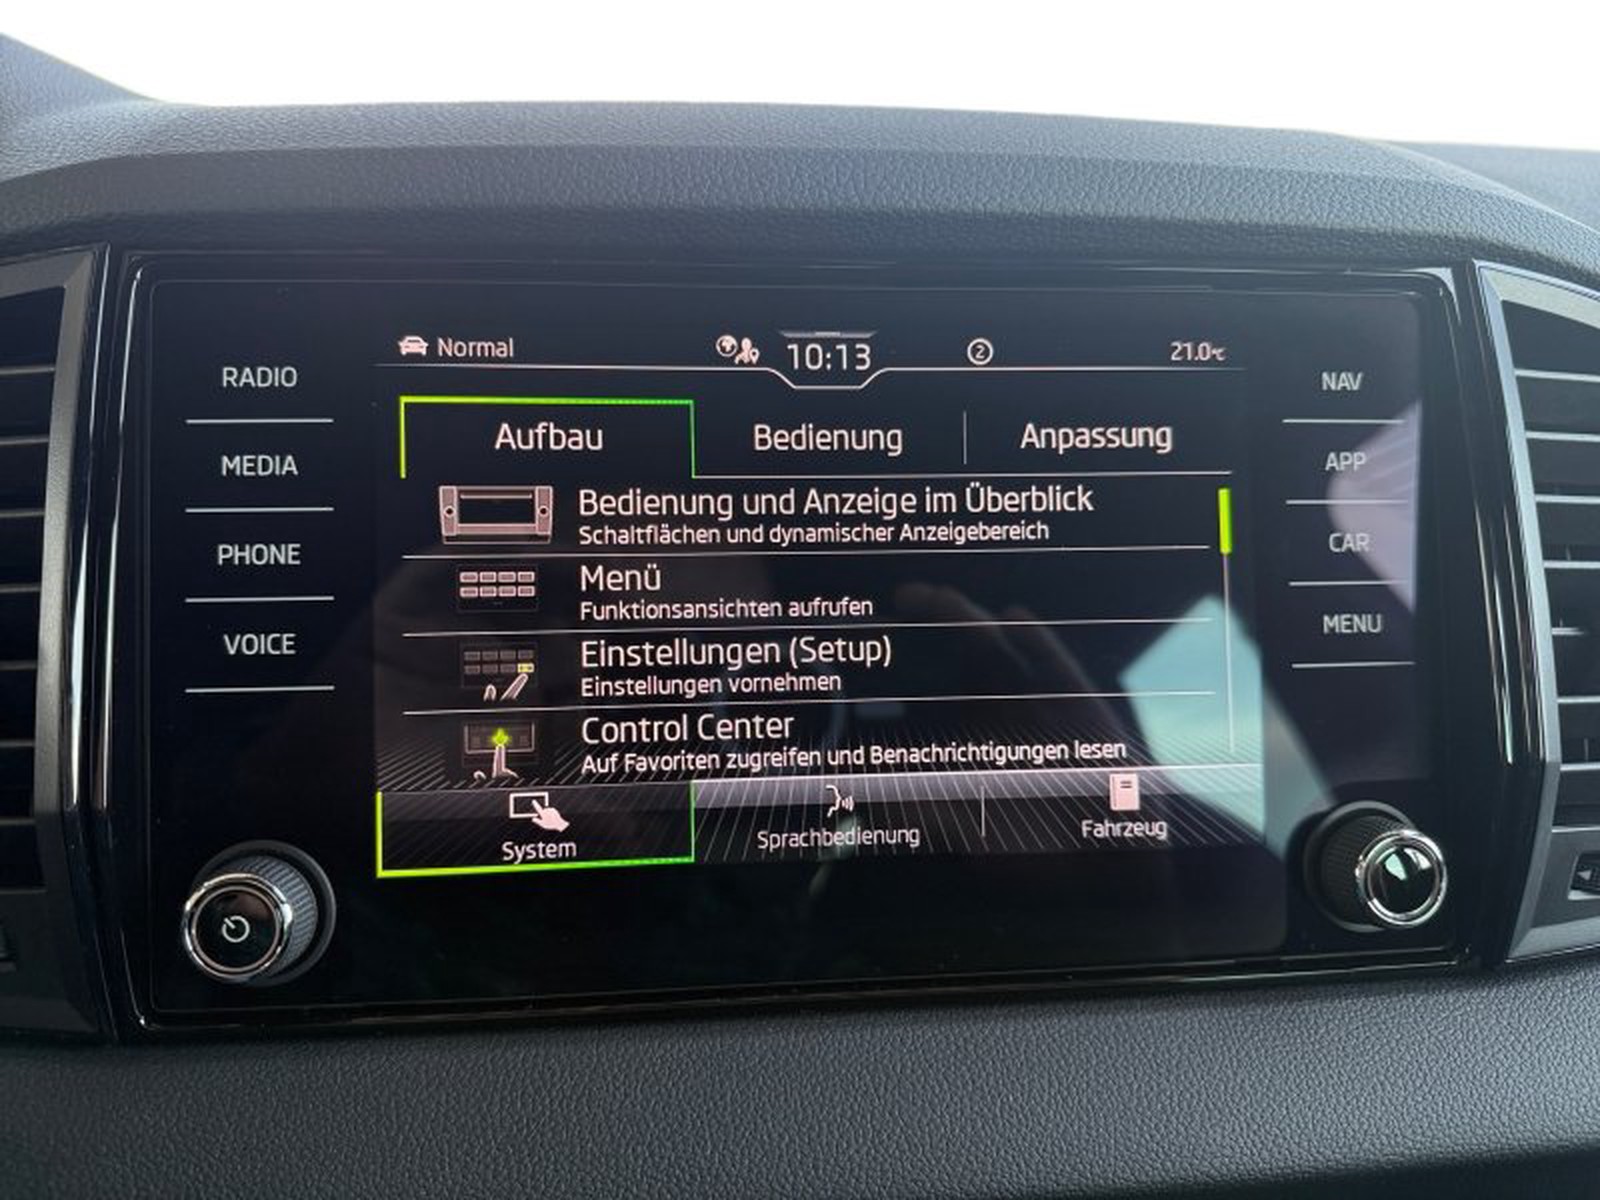 RADIO
MEDIA
PHONE
VOICE
Normal
10:13
2
21.0°C
Aufbau
Bedienung
Anpassung
Bedienung und Anzeige im Überblick
Schaltflächen und dynamischer Anzeigebereich
Menü
Funktionsansichten aufrufen
Einstellungen (Setup)
Einstellungen vornehmen
Control Center
Auf Favoriten zugreifen und Benachrichtigungen lesen
System
Sprachbedienung
Fahrzeug
NAV
APP
CAR
MENU